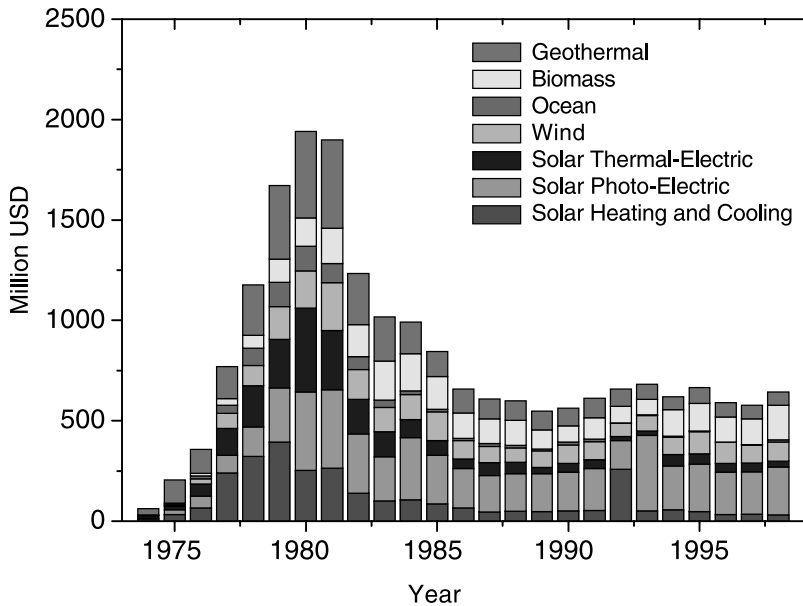 2500
2000
1500
1000
500
0
Million USD
Geothermal
Biomass
Ocean
Wind
Solar Thermal-Electric
Solar Photo-Electric
Solar Heating and Cooling
1975 1980 1985 1990 1995
Year